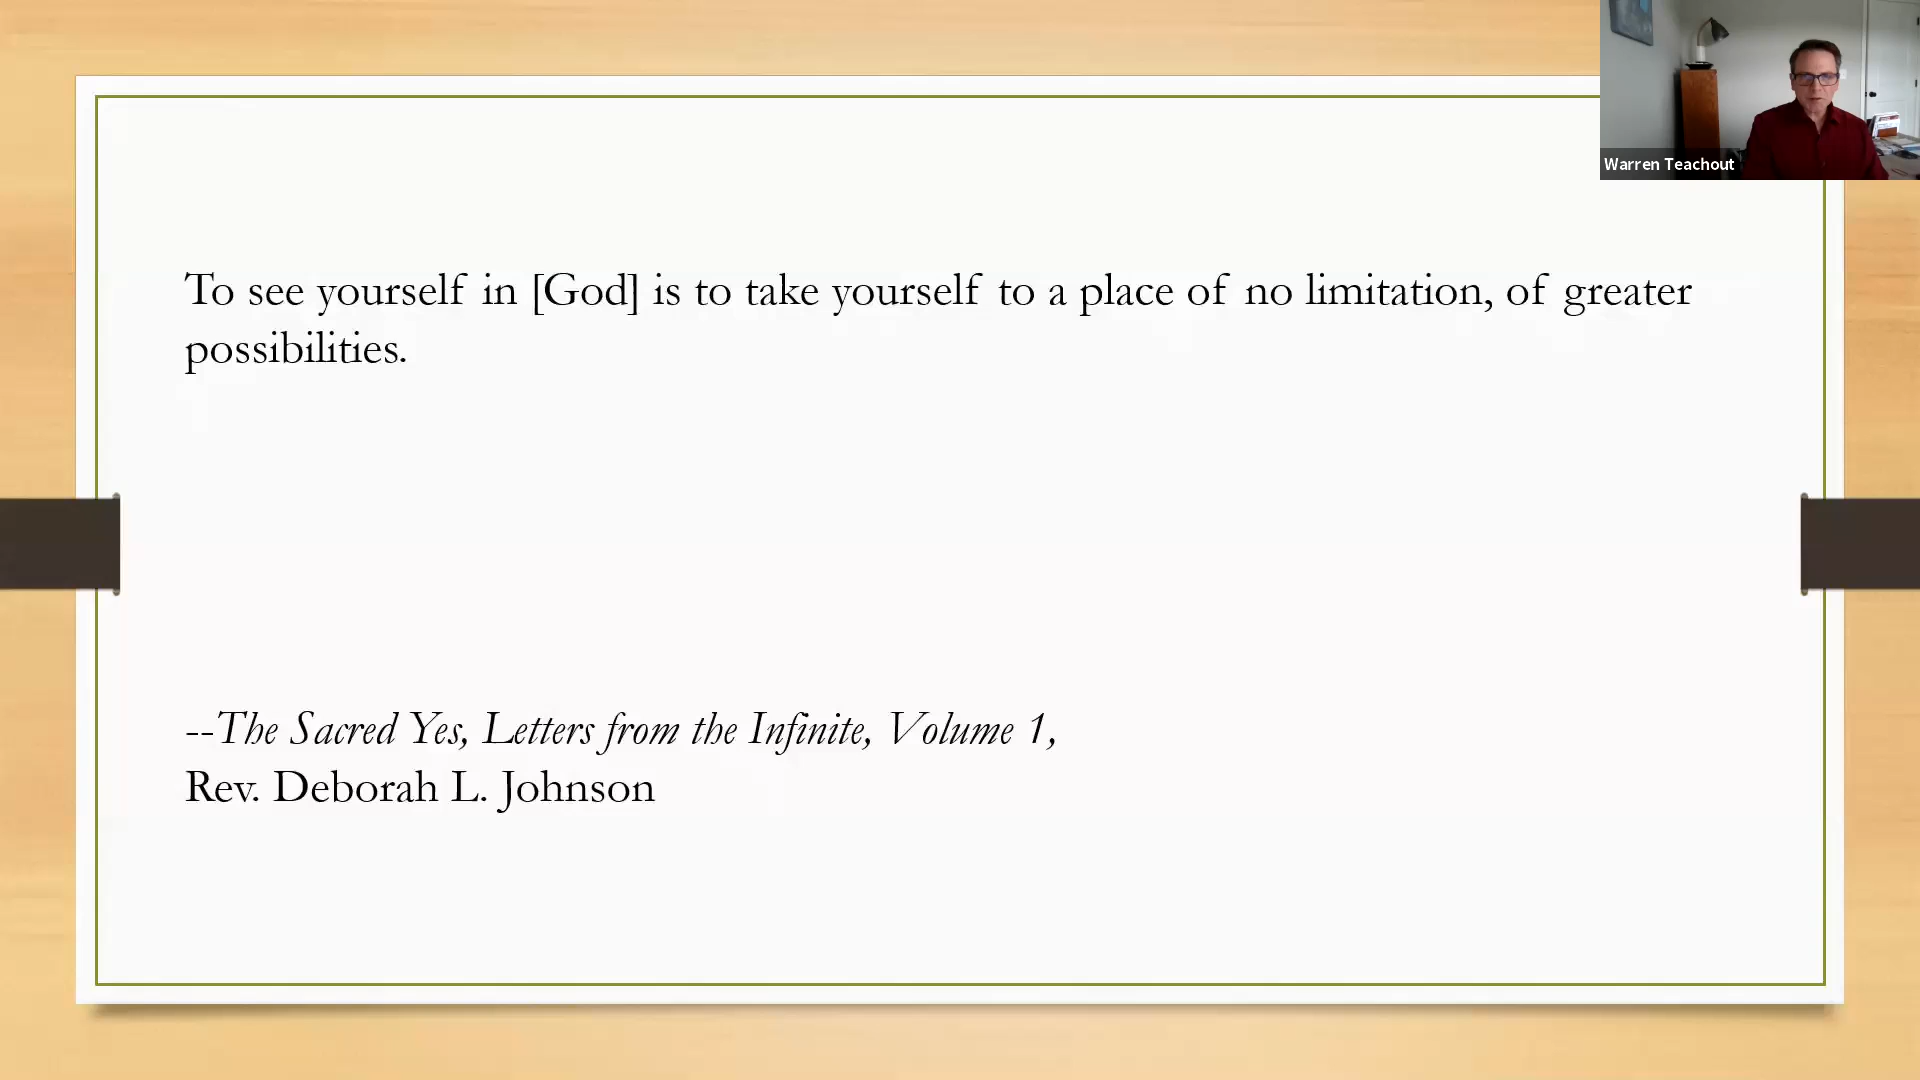 Warren Teachout
To see yourself in [God] is to take yourself to a place of no limitation, of greater
possibilities.
--The Sacred Yes, Letters from the Infinite, Volume 1,
Rev. Deborah L. Johnson